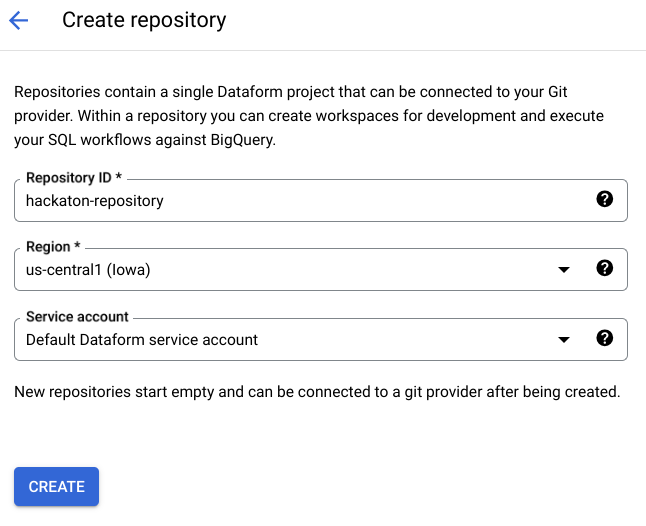 Create repository
Repositories contain a single Dataform project that can be connected to your Git
provider. Within a repository you can create workspaces for development and execute
your SQL workflows against BigQuery.
Repository ID *
hackaton-repository
Region *
us-central1 (Iowa)
Service account
Default Dataform service account
New repositories start empty and can be connected to a git provider after being created.
CREATE